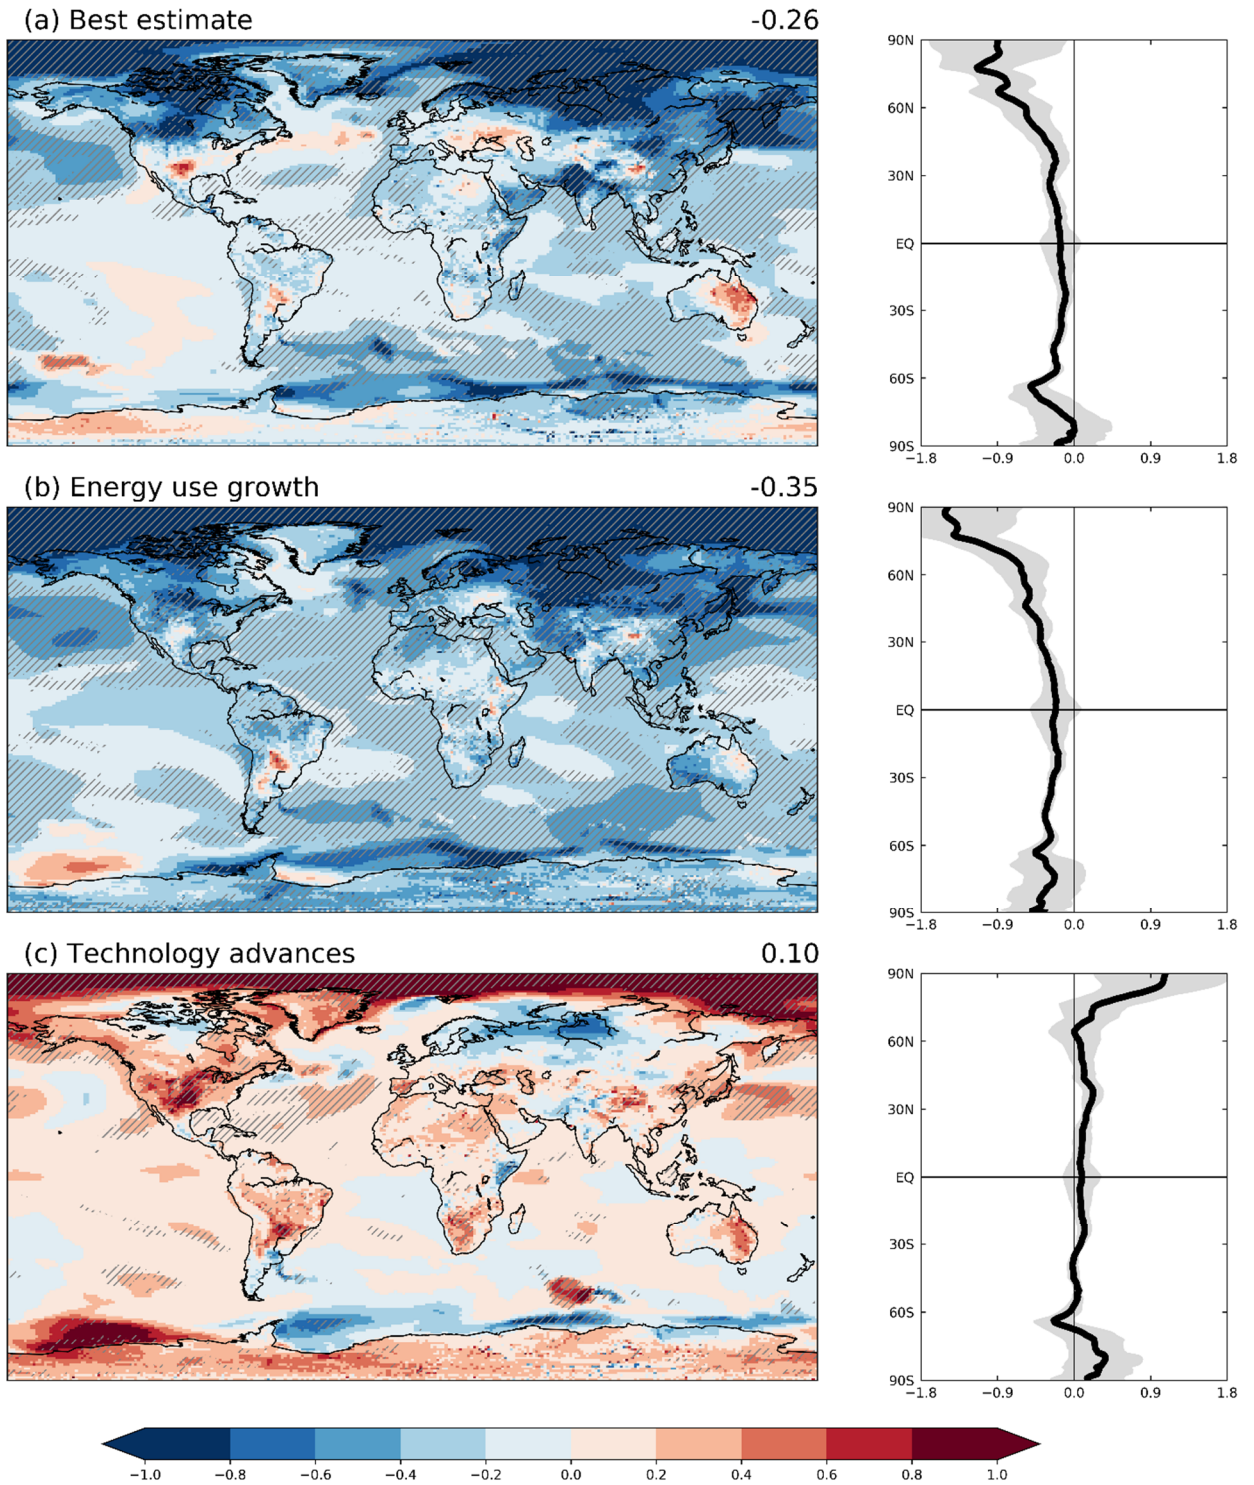 (a) Best estimate -0.26
90N
60N
30N
EQ
30S
60S
90S
−1.8 −0.9 0.0 0.9 1.8
(b) Energy use growth -0.35
90N
60N
30N
EQ
30S
60S
90S
−1.8 −0.9 0.0 0.9 1.8
(c) Technology advances 0.10
90N
60N
30N
EQ
30S
60S
90S
−1.8 −0.9 0.0 0.9 1.8
−1.0 −0.8 −0.6 −0.4 −0.2 0.0 0.2 0.4 0.6 0.8 1.0